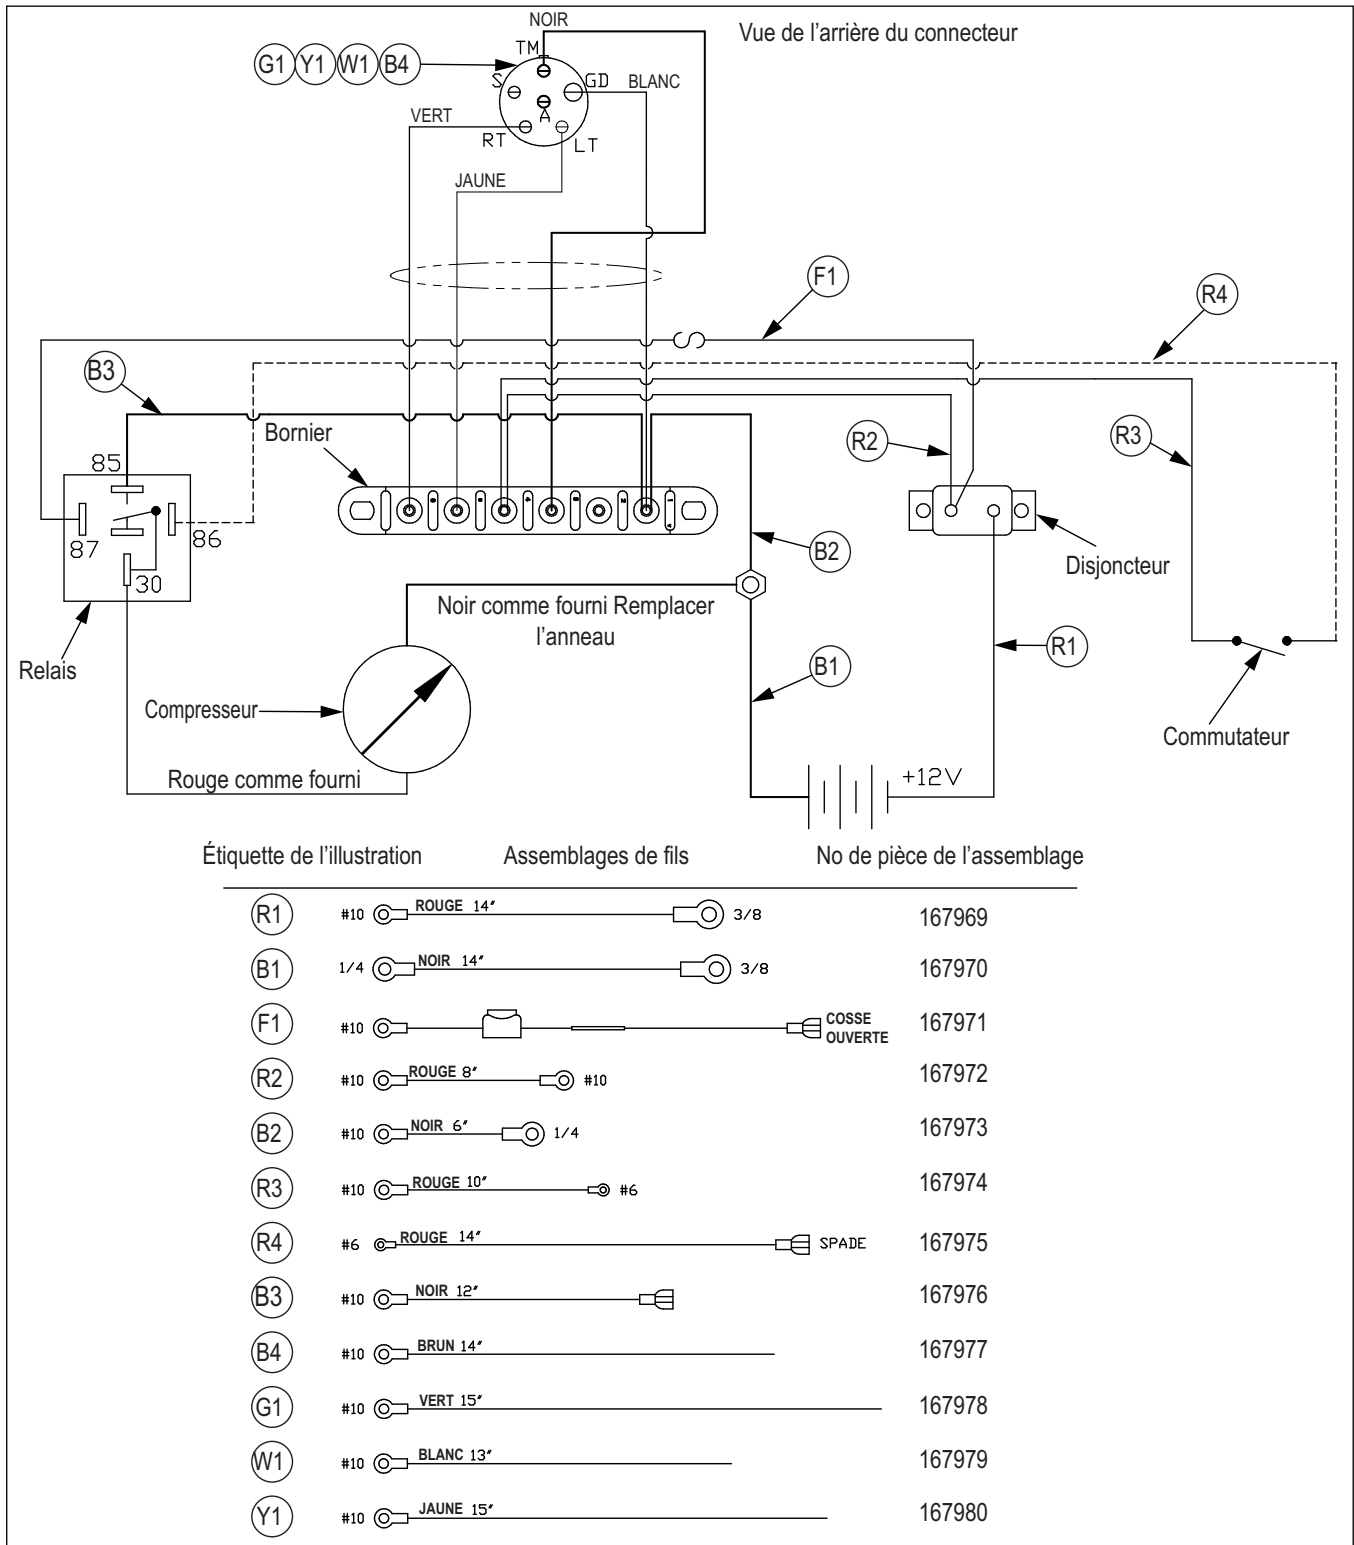 NOIR
Vue de l'arrière du connecteur
TM
G1 Y1 W1 B4
S
GD
BLANC
A
VERT
RT
LT
JAUNE
F1
R4
B3
Bornier
R2
R3
85
87
86
30
B2
Disjoncteur
Noir comme fourni Remplacer
l'anneau
R1
Relais
B1
Compresseur
Commutateur
Rouge comme fourni
+12V
Étiquette de l'illustration Assemblages de fils No de pièce de l'assemblage
R1 #10 ROUGE 14" 3/8 167969
B1 1/4 NOIR 14" 3/8 167970
F1 #10 COSSE OUVERTE 167971
R2 #10 ROUGE 8" #10 167972
B2 #10 NOIR 6" 1/4 167973
R3 #10 ROUGE 10" #6 167974
R4 #6 ROUGE 14" SPADE 167975
B3 #10 NOIR 12" 167976
B4 #10 BRUN 14" 167977
G1 #10 VERT 15" 167978
W1 #10 BLANC 13" 167979
Y1 #10 JAUNE 15" 167980